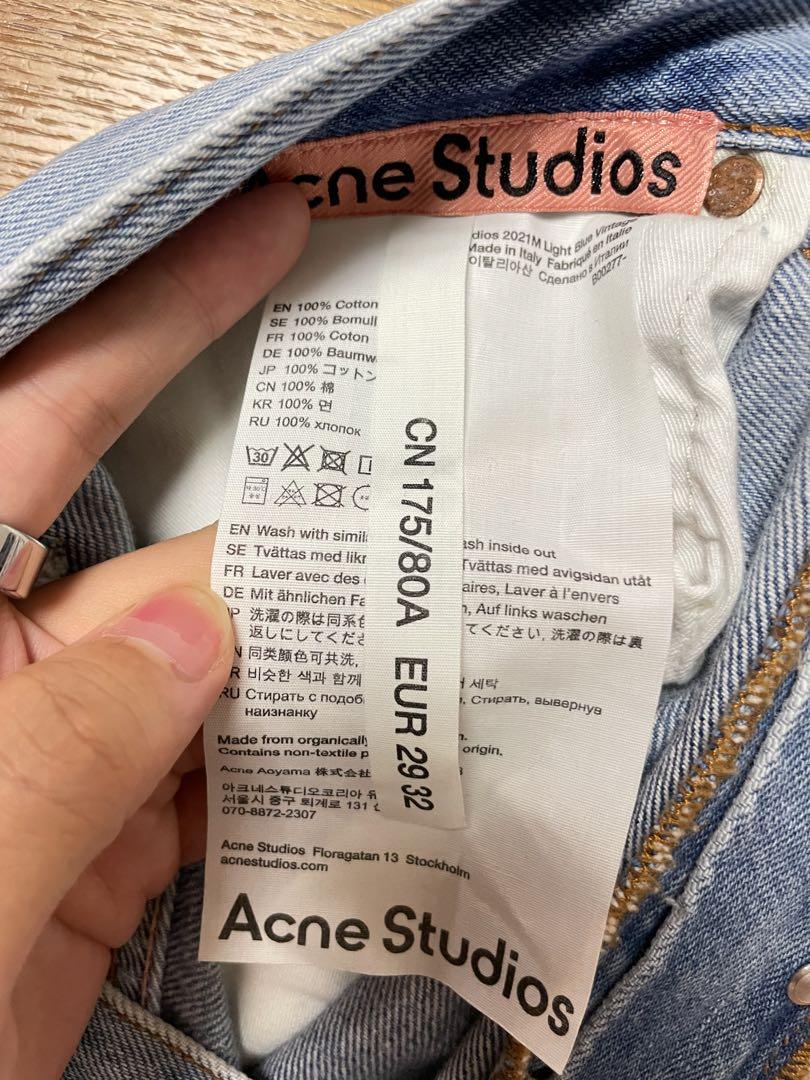 Acne Studios
dios 2021M Light Blue Vintage
Made in Italy Fabriqué en Italie
이탈리아산 Сделано в Италии
B00277-
EN 100% Cotton
SE 100% Bomull
FR 100% Coton
DE 100% Baumw
JP 100% コットン
CN 100% 棉
KR 100% 면
RU 100% хлопок
30
CN 175/80A EUR 29 32
EN Wash with simila ash inside out
SE Tvättas med likn Tvättas med avigsidan utåt
FR Laver avec des aires, Laver à l'envers
DE Mit ähnlichen Fa , Auf links waschen
JP 洗濯の際は同系色 てください, 洗濯の際は裏
返しにしてくださ
CN 同类颜色可共洗,
KR 비슷한 색과 함께 세탁
RU Стирать с подоб , Стирать, вывернув
наизнанку
Made from organically n.
Contains non-textile p origin.
Acne Aoyama 株式会社 3
아크네스튜디오코리아 유
서울시 중구 퇴계로 131
070-8872-2307
Acne Studios Floragatan 13 Stockholm
acnestudios.com
Acne Studios